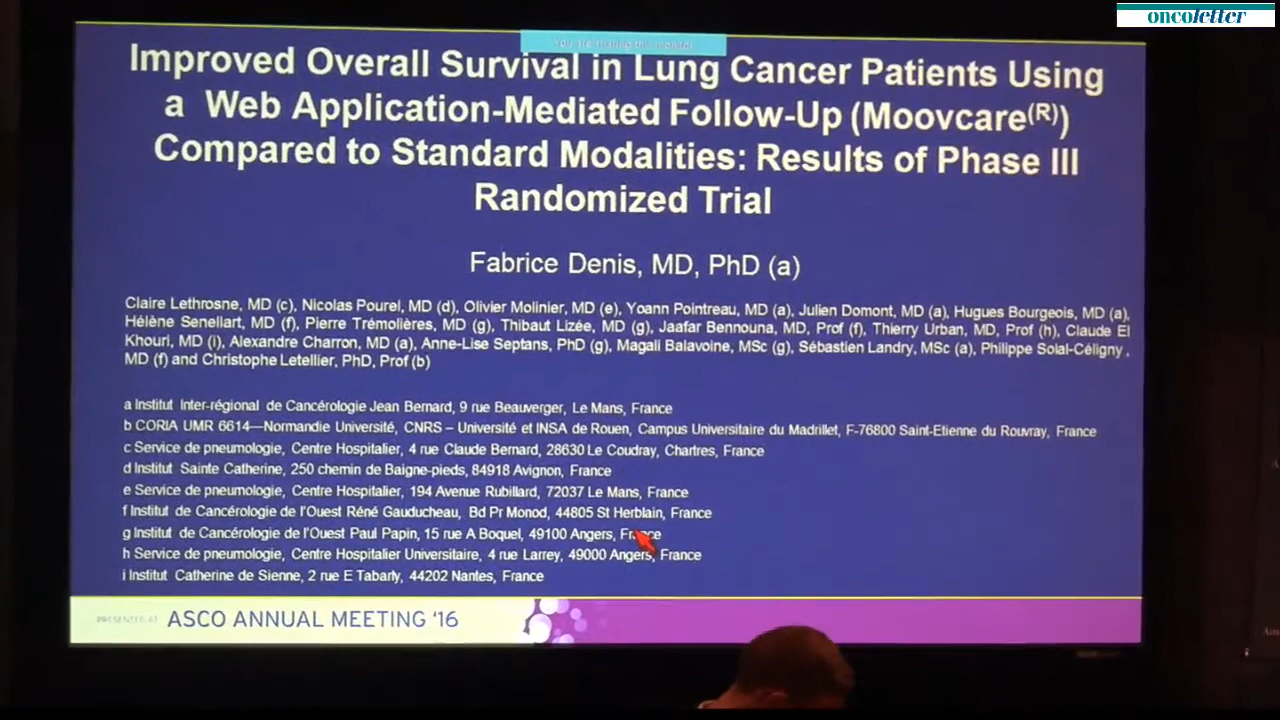 oncoletter
You are sharing this monitor
Improved Overall Survival in Lung Cancer Patients Using
a Web Application-Mediated Follow-Up (Moovcare(R))
Compared to Standard Modalities: Results of Phase III
Randomized Trial
Fabrice Denis, MD, PhD (a)
Claire Lethrosne, MD (c), Nicolas Pourel, MD (d), Olivier Molinier, MD (e), Yoann Pointreau, MD (a), Julien Domont, MD (a), Hugues Bourgeois, MD (a),
Hélène Senellart, MD (f), Pierre Trémolières, MD (g), Thibaut Lizée, MD (g), Jaafar Bennouna, MD, Prof (f), Thierry Urban, MD, Prof (h), Claude El
Khouri, MD (i), Alexandre Charron, MD (a), Anne-Lise Septans, PhD (g), Magali Balavoine, MSc (g), Sébastien Landry, MSc (a), Philippe Solal-Céligny ,
MD (f) and Christophe Letellier, PhD, Prof (b)
a Institut Inter-régional de Cancérologie Jean Bernard, 9 rue Beauverger, Le Mans, France
b CORIA UMR 6614—Normandie Université, CNRS – Université et INSA de Rouen, Campus Universitaire du Madrillet, F-76800 Saint-Etienne du Rouvray, France
c Service de pneumologie, Centre Hospitalier, 4 rue Claude Bernard, 28630 Le Coudray, Chartres, France
d Institut Sainte Catherine, 250 chemin de Baigne-pieds, 84918 Avignon, France
e Service de pneumologie, Centre Hospitalier, 194 Avenue Rubillard, 72037 Le Mans, France
f Institut de Cancérologie de l'Ouest Réné Gauducheau, Bd Pr Monod, 44805 St Herblain, France
g Institut de Cancérologie de l'Ouest Paul Papin, 15 rue A Boquel, 49100 Angers, France
h Service de pneumologie, Centre Hospitalier Universitaire, 4 rue Larrey, 49000 Angers, France
i Institut Catherine de Sienne, 2 rue E Tabarly, 44202 Nantes, France
PRESENTED AT: ASCO ANNUAL MEETING '16